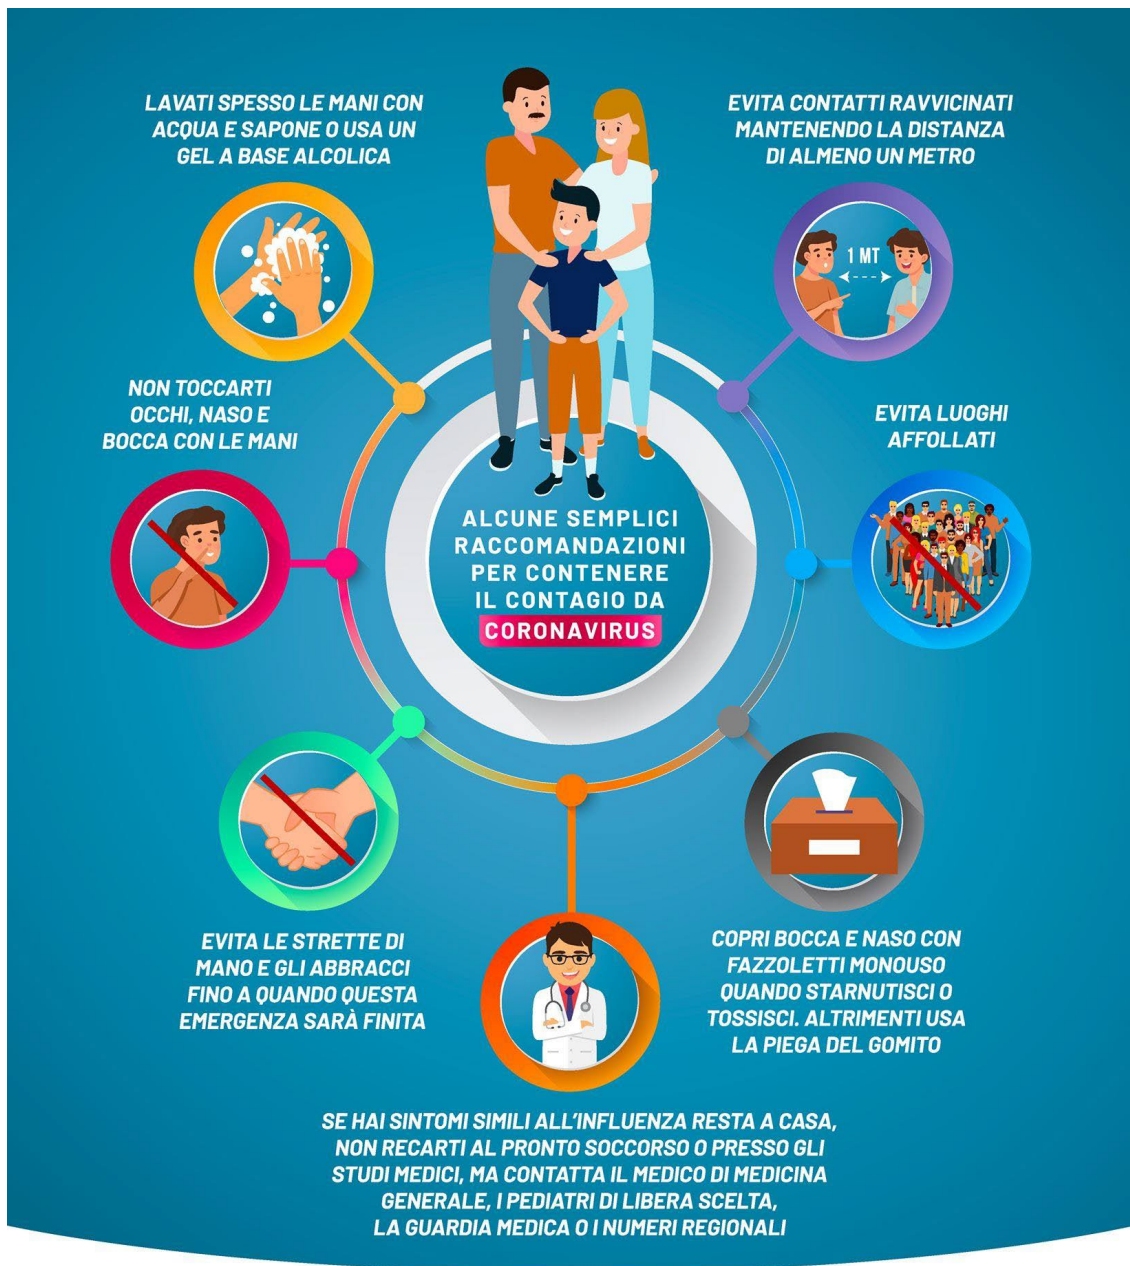 LAVATI SPESSO LE MANI CON
ACQUA E SAPONE O USA UN
GEL A BASE ALCOLICA
EVITA CONTATTI RAVVICINATI
MANTENENDO LA DISTANZA
DI ALMENO UN METRO
1 MT
NON TOCCARTI
OCCHI, NASO E
BOCCA CON LE MANI
EVITA LUOGHI
AFFOLLATI
ALCUNE SEMPLICI
RACCOMANDAZIONI
PER CONTENERE
IL CONTAGIO DA
CORONAVIRUS
EVITA LE STRETTE DI
MANO E GLI ABBRACCI
FINO A QUANDO QUESTA
EMERGENZA SARÀ FINITA
COPRI BOCCA E NASO CON
FAZZOLETTI MONOUSO
QUANDO STARNUTISCI O
TOSSISCI. ALTRIMENTI USA
LA PIEGA DEL GOMITO
SE HAI SINTOMI SIMILI ALL'INFLUENZA RESTA A CASA,
NON RECARTI AL PRONTO SOCCORSO O PRESSO GLI
STUDI MEDICI, MA CONTATTA IL MEDICO DI MEDICINA
GENERALE, I PEDIATRI DI LIBERA SCELTA,
LA GUARDIA MEDICA O I NUMERI REGIONALI